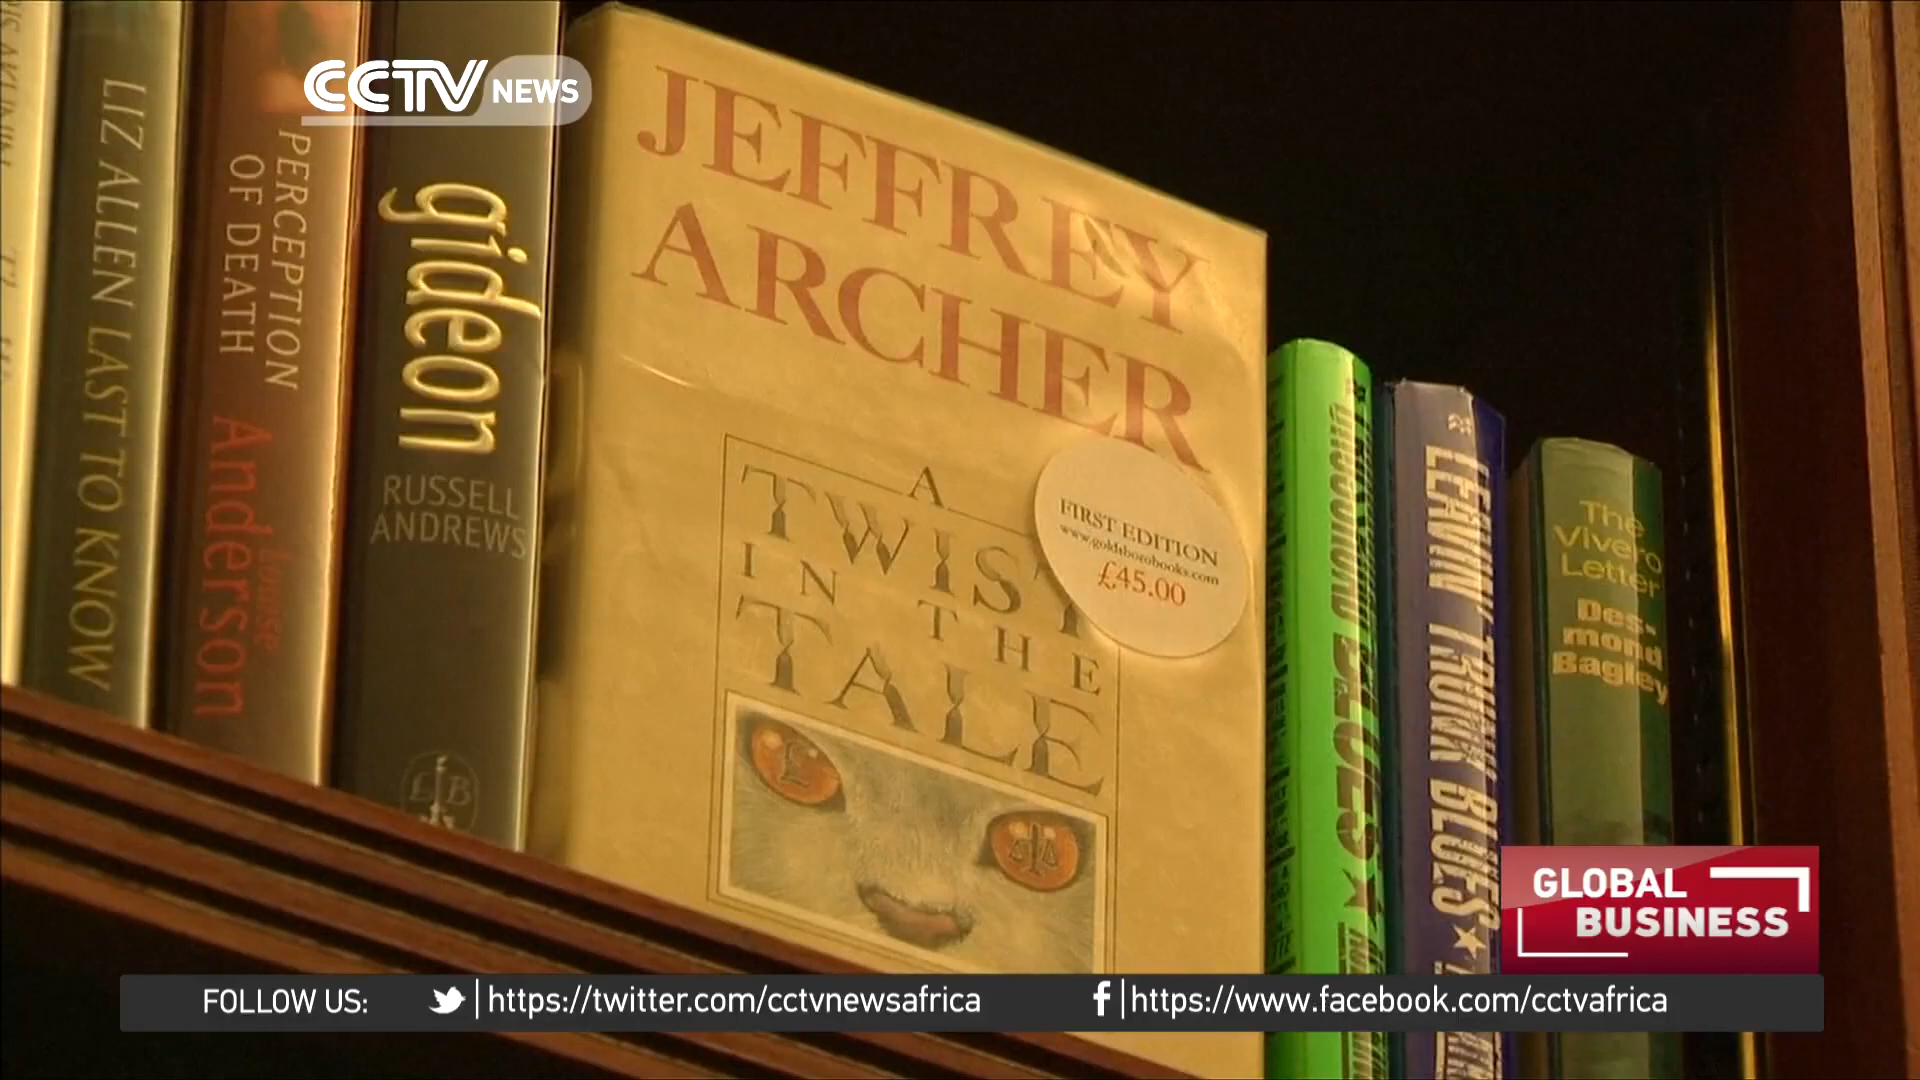 CCTV NEWS
LIZ ALLEN LAST TO KNOW
PERCEPTION
OF DEATH
Louise
Anderson
gideon
RUSSELL
ANDREWS
LB
JEFFREY
ARCHER
A
TWIST
IN THE
TALE
FIRST EDITION
www.goldsborobooks.com
£45.00
PINOCCHIO BLUES
LEAVIN' TRUNK BLUES
The
Vivero
Letter
Des-
mond
Bagley
GLOBAL
BUSINESS
FOLLOW US:
https://twitter.com/cctvnewsafrica
https://www.facebook.com/cctvafrica